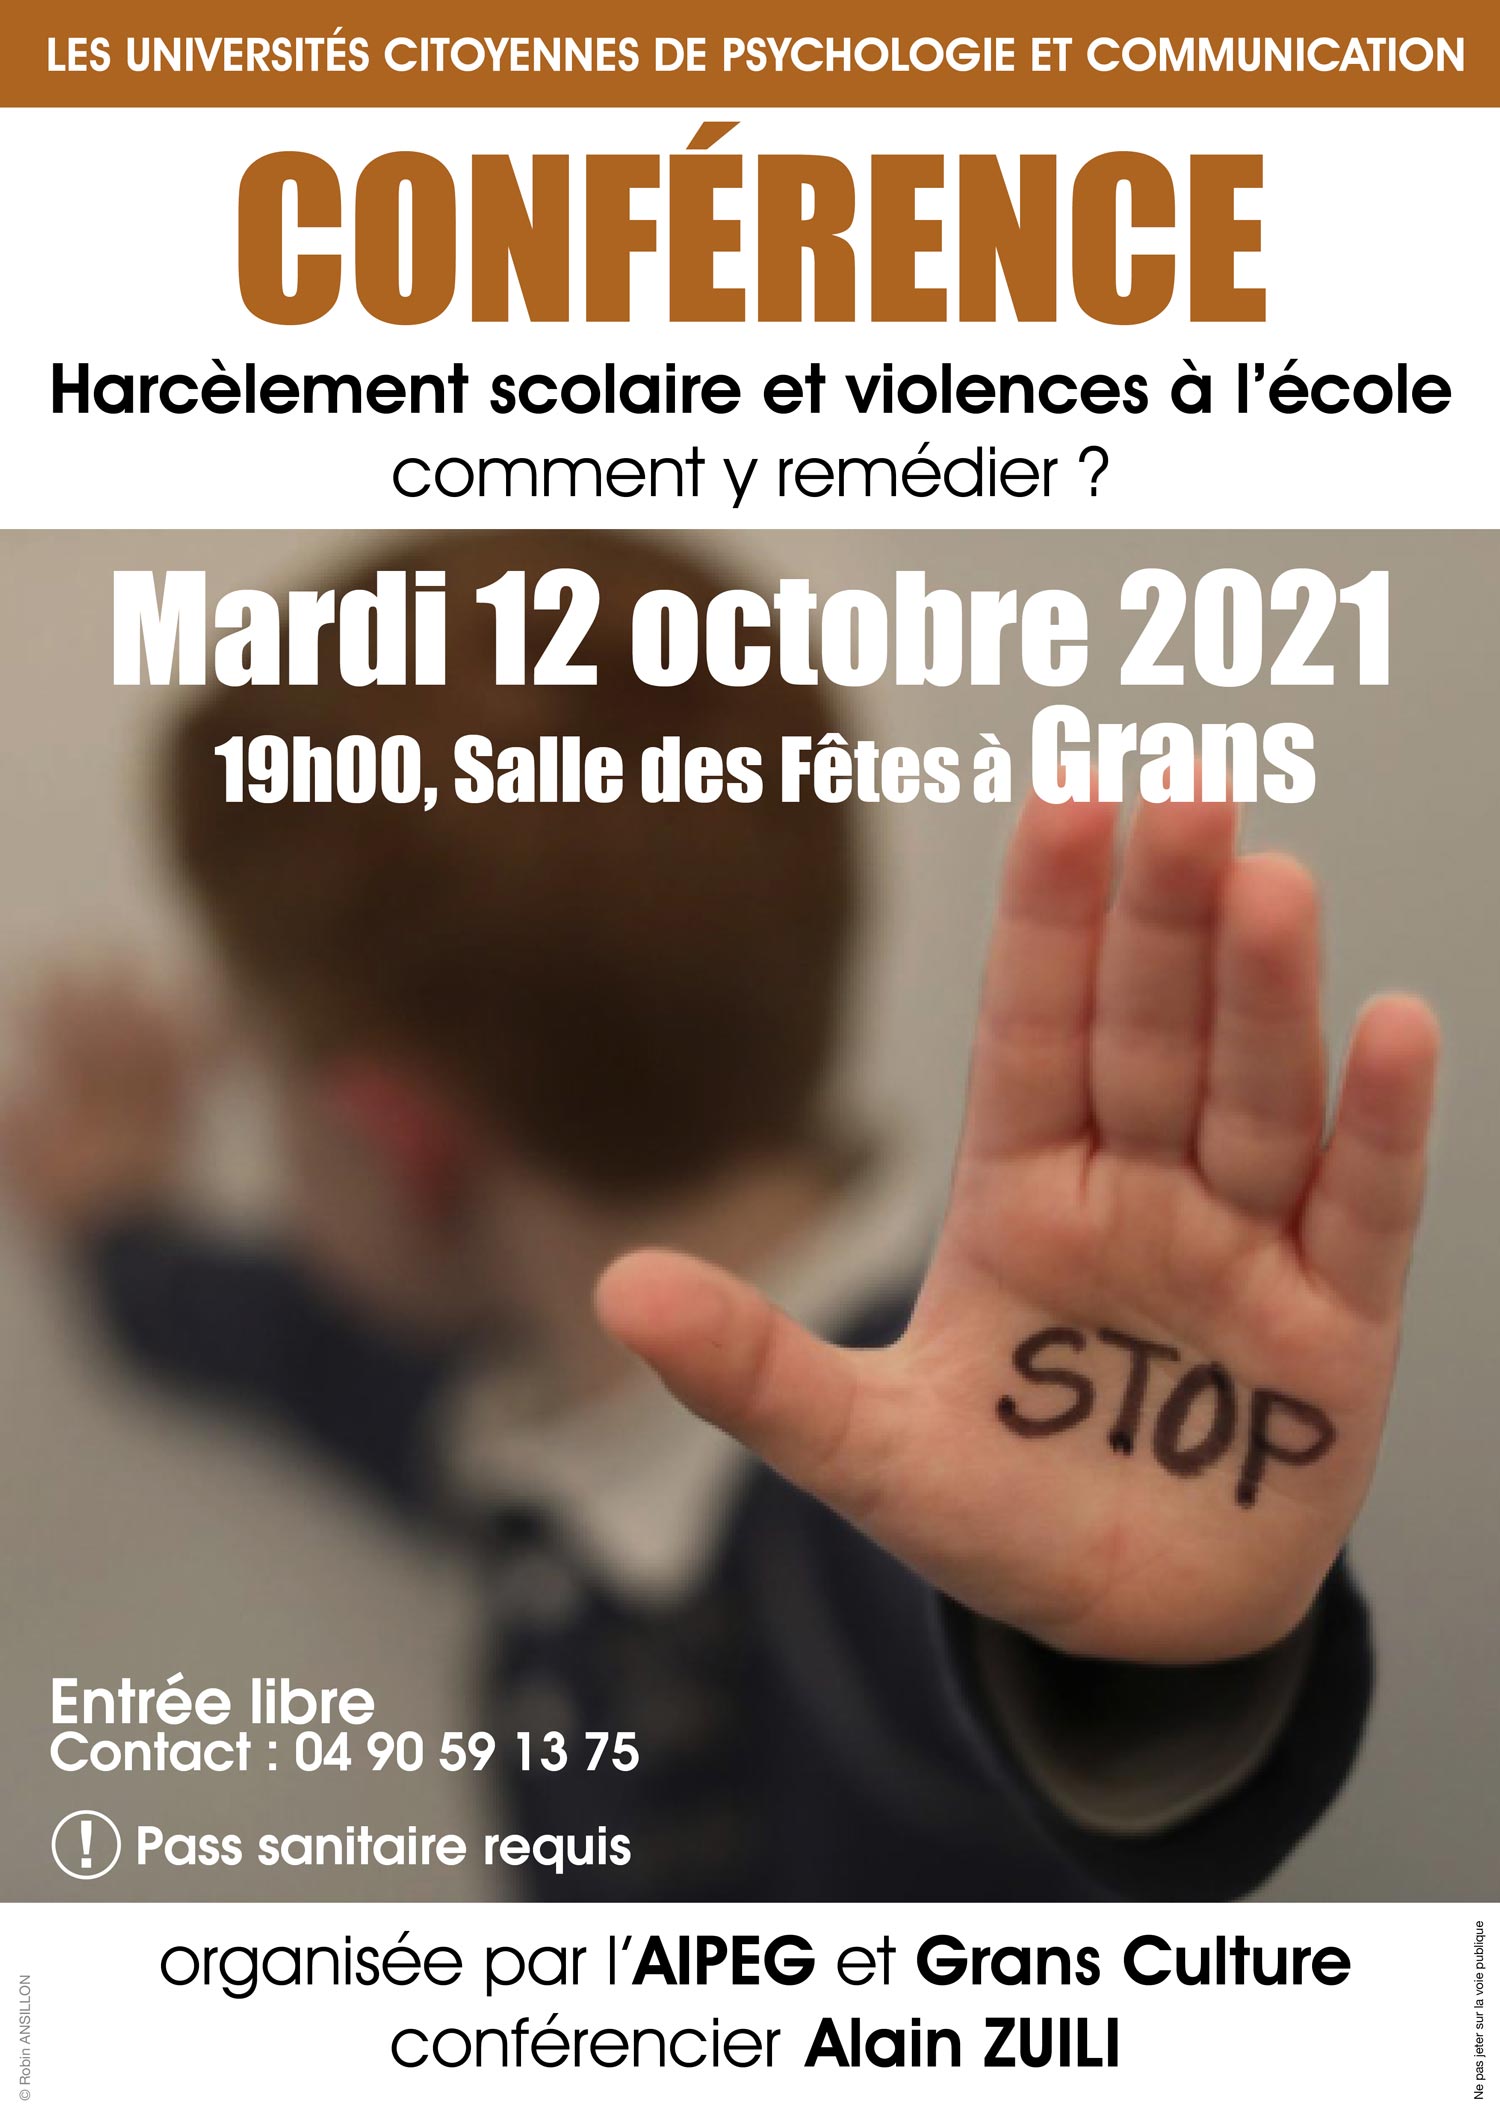 LES UNIVERSITÉS CITOYENNES DE PSYCHOLOGIE ET COMMUNICATION
CONFÉRENCE
Harcèlement scolaire et violences à l’école
comment y remédier ?
Mardi 12 octobre 2021
19h00, Salle des Fêtes à Grans
STOP
Entrée libre
Contact : 04 90 59 13 75
! Pass sanitaire requis
organisée par l‘AIPEG et Grans Culture
conférencier Alain ZUILI
© Robin ANSILLON
Ne pas jeter sur la voie publique